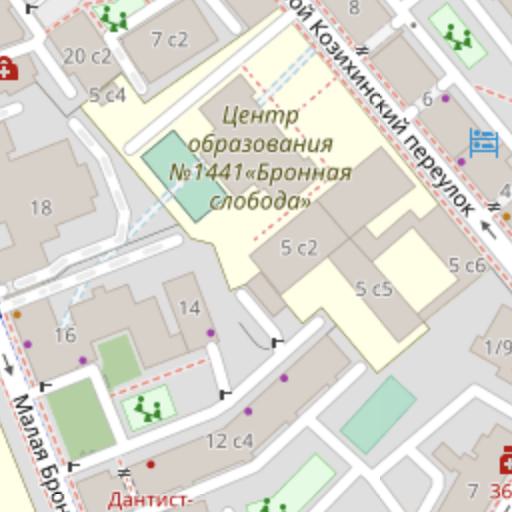 8
ой Козихинский переулок
7 с2
20 с2
5 с4
6
Центр
образования
№1441«Бронная
слобода»
4
18
5 с2
5 с6
5 с5
14
16
1/9
12 с4
Малая Брон
7
36
Дантист-